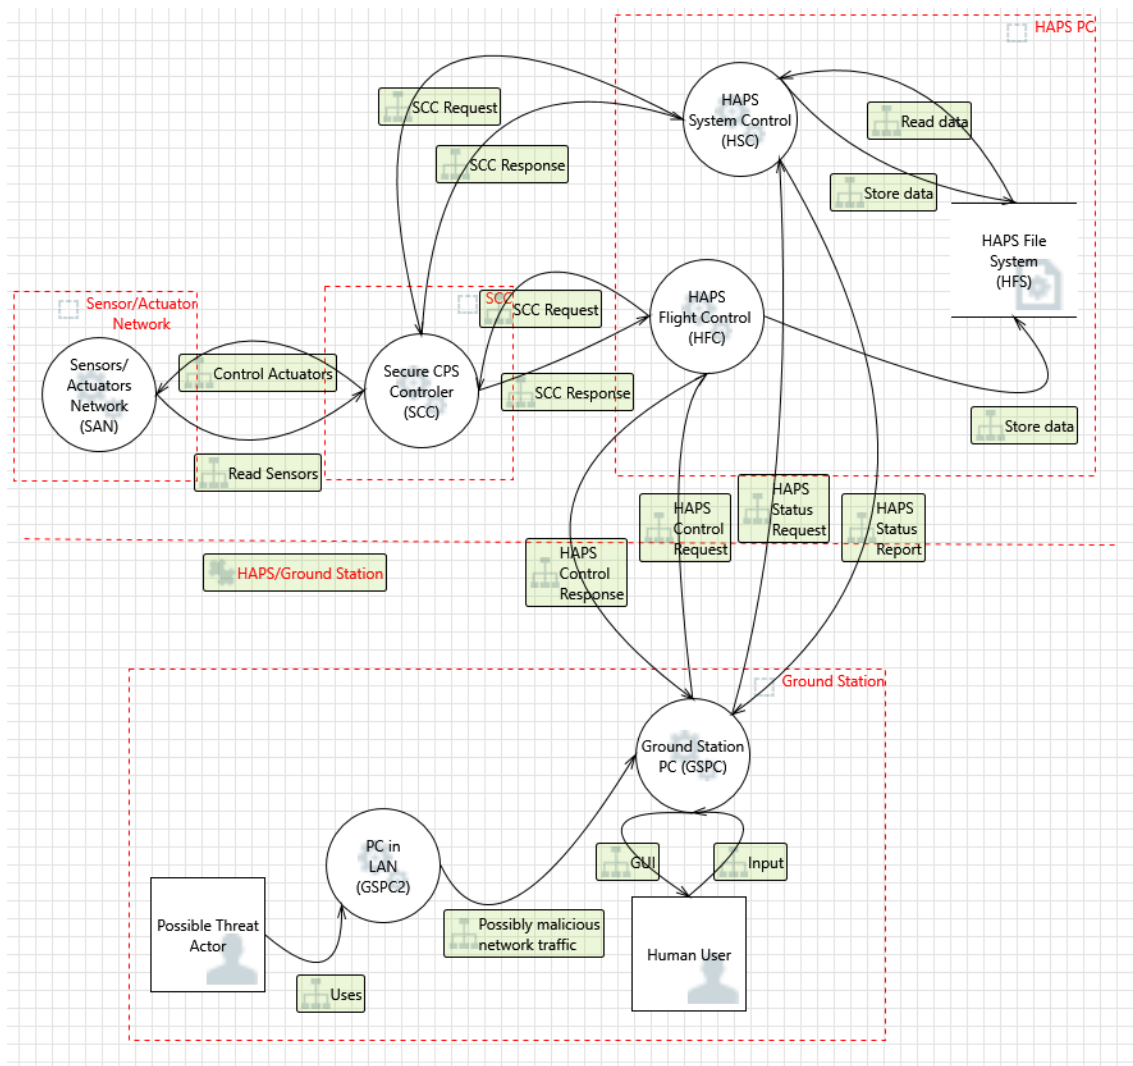 HAPS PC
HAPS
System Control
(HSC)
SCC Request
Read data
SCC Response
Store data
HAPS File
System
(HFS)
Sensor/Actuator
Network
SCC
SCC Request
HAPS
Flight Control
(HFC)
Sensors/
Actuators
Network
(SAN)
Control Actuators
Secure CPS
Controler
(SCC)
SCC Response
Store data
Read Sensors
HAPS
Status
Request
HAPS
Control
Request
HAPS
Status
Report
HAPS
Control
Response
HAPS/Ground Station
Ground Station
Ground Station
PC (GSPC)
PC in
LAN
(GSPC2)
GUI
Input
Possible Threat
Actor
Possibly malicious
network traffic
Human User
Uses